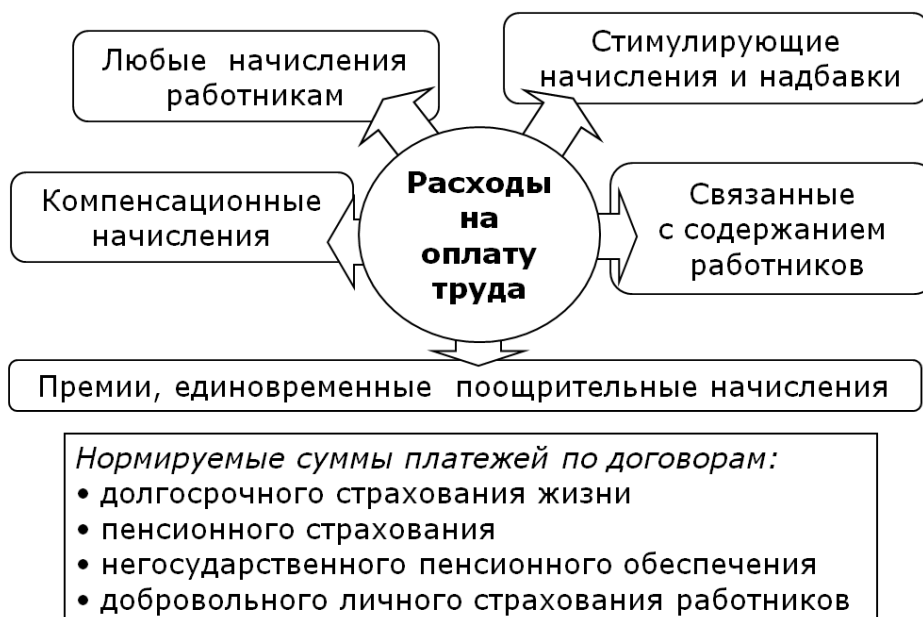 Любые начисления
работникам
Стимулирующие
начисления и надбавки
Компенсационные
начисления
Расходы
на
оплату
труда
Связанные
с содержанием
работников
Премии, единовременные поощрительные начисления
Нормируемые суммы платежей по договорам:
• долгосрочного страхования жизни
• пенсионного страхования
• негосударственного пенсионного обеспечения
• добровольного личного страхования работников